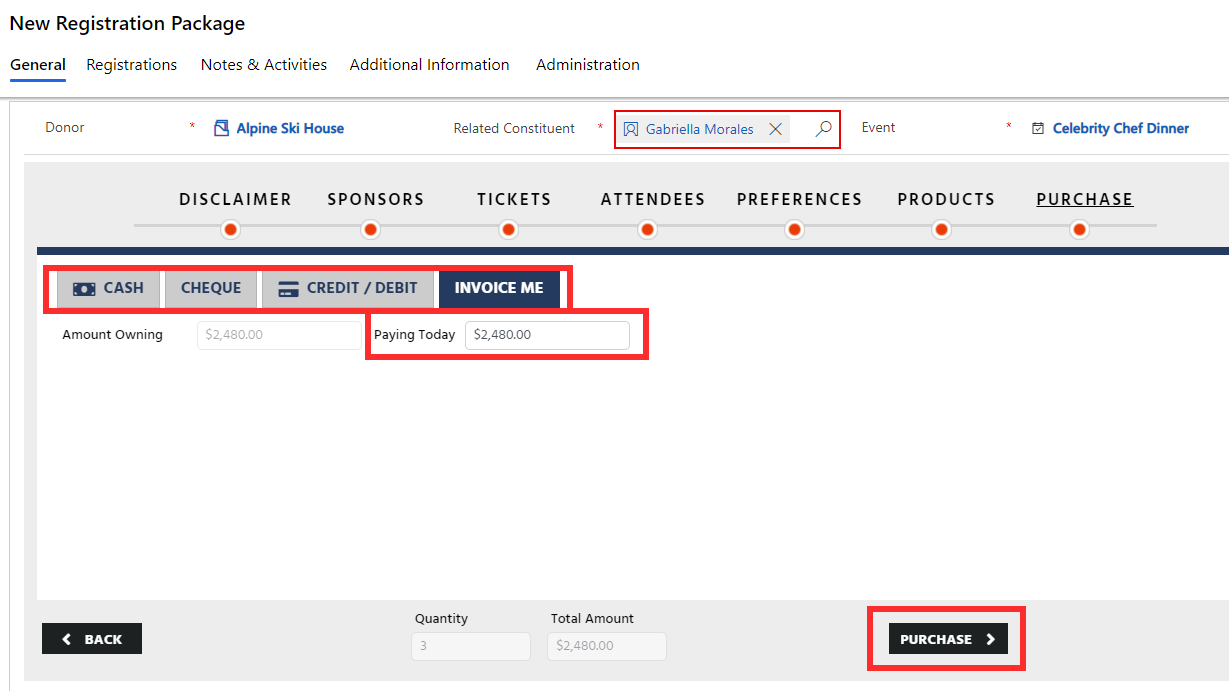 New Registration Package
General Registrations Notes & Activities Additional Information Administration
Donor * Alpine Ski House Related Constituent * Gabriella Morales Event * Celebrity Chef Dinner
DISCLAIMER SPONSORS TICKETS ATTENDEES PREFERENCES PRODUCTS PURCHASE
CASH CHEQUE CREDIT / DEBIT INVOICE ME
Amount Owning $2,480.00 Paying Today $2,480.00
Quantity Total Amount
BACK 3 $2,480.00 PURCHASE